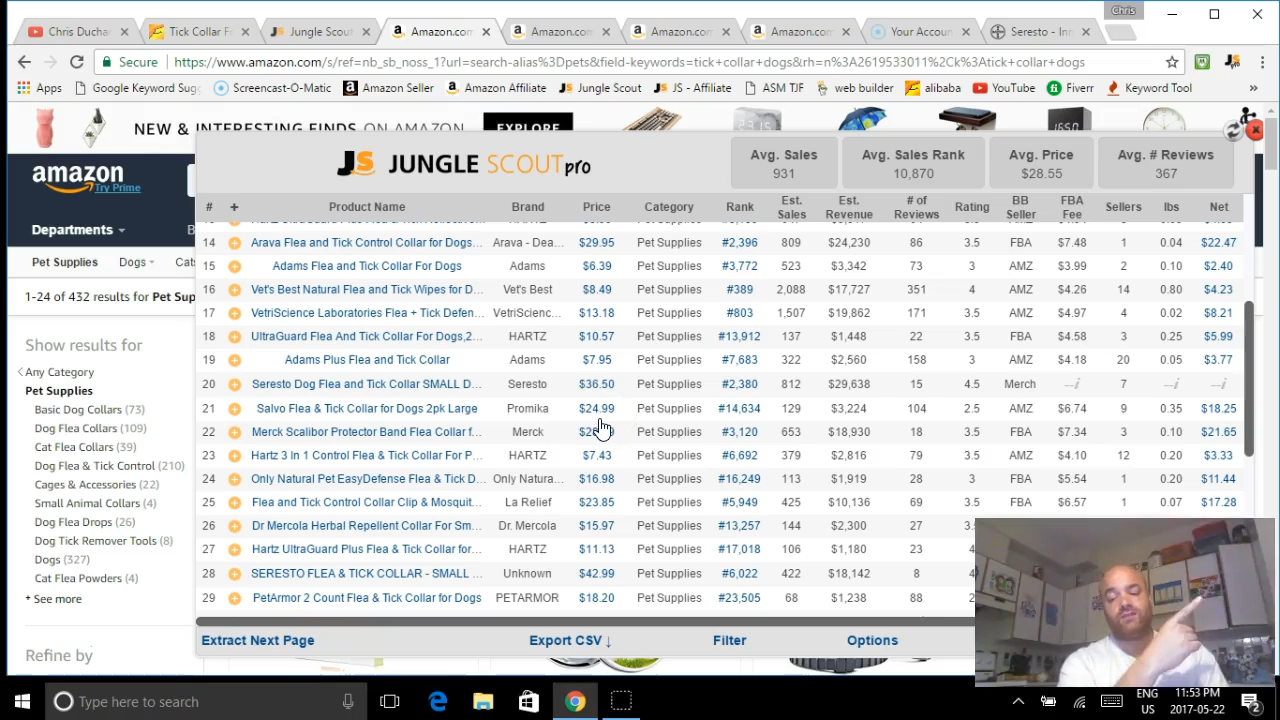 Chris
Chris Duchar
Tick Collar F
Jungle Scout
Amazon.com
Amazon.com
Amazon.com
Amazon.com
Your Accoun
Seresto - Inn
Secure
https://www.amazon.com/s/ref=nb_sb_noss_1?url=search-alias%3Dpets&field-keywords=tick+collar+dogs&rh=n%3A2619533011%2Ck%3Atick+collar+dogs
Apps Google Keyword Sug Screencast-O-Matic Amazon Seller Amazon Affiliate Jungle Scout JS - Affiliate ASM TJF web builder Fiverr alibaba YouTube Keyword Tool
NEW & INTERESTING FINDS ON AMAZON EXPLORE
amazon
Try Prime
Departments
Pet Supplies Dogs Cats
1-24 of 432 results for Pet Sup
Show results for
Any Category
Pet Supplies
Basic Dog Collars (73)
Dog Flea Collars (109)
Cat Flea Collars (39)
Dog Flea & Tick Control (210)
Cages & Accessories (22)
Small Animal Collars (4)
Dog Flea Drops (26)
Dog Tick Remover Tools (8)
Dogs (327)
Cat Flea Powders (4)
+ See more
Refine by
JS JUNGLE SCOUT pro
Avg. Sales
931
Avg. Sales Rank
10,870
Avg. Price
$28.55
Avg. # Reviews
367
# + Product Name Brand Price Category Rank Est. Sales Est. Revenue # of Reviews Rating BB Seller FBA Fee Sellers lbs Net
14 Arava Flea and Tick Control Collar for Dogs... Arava - Dea... $29.95 Pet Supplies #2,396 809 $24,230 86 3.5 FBA $7.48 1 0.04 $22.47
15 Adams Flea and Tick Collar For Dogs Adams $6.39 Pet Supplies #3,772 523 $3,342 73 3 AMZ $3.99 2 0.10 $2.40
16 Vet's Best Natural Flea and Tick Wipes for D... Vet's Best $8.49 Pet Supplies #389 2,088 $17,727 351 4 AMZ $4.26 14 0.80 $4.23
17 VetriScience Laboratories Flea + Tick Defen... VetriScienc... $13.18 Pet Supplies #803 1,507 $19,862 171 3.5 AMZ $4.97 4 0.02 $8.21
18 UltraGuard Flea And Tick Collar For Dogs,2... HARTZ $10.57 Pet Supplies #13,912 137 $1,448 22 3.5 FBA $4.58 3 0.25 $5.99
19 Adams Plus Flea and Tick Collar Adams $7.95 Pet Supplies #7,683 322 $2,560 158 3 AMZ $4.18 20 0.05 $3.77
20 Seresto Dog Flea and Tick Collar SMALL D... Seresto $36.50 Pet Supplies #2,380 812 $29,638 15 4.5 Merch --i 7 --i --i
21 Salvo Flea & Tick Collar for Dogs 2pk Large Promika $24.99 Pet Supplies #14,634 129 $3,224 104 2.5 AMZ $6.74 9 0.35 $18.25
22 Merck Scalibor Protector Band Flea Collar f... Merck Pet Supplies #3,120 653 $18,930 18 3.5 FBA $7.34 3 0.10 $21.65
23 Hartz 3 In 1 Control Flea & Tick Collar For P... HARTZ $7.43 Pet Supplies #6,692 379 $2,816 79 3.5 AMZ $4.10 12 0.20 $3.33
24 Only Natural Pet EasyDefense Flea & Tick D... Only Natura... $16.98 Pet Supplies #16,249 113 $1,919 28 3 FBA $5.54 1 0.20 $11.44
25 Flea and Tick Control Collar Clip & Mosquit... La Relief $23.85 Pet Supplies #5,949 425 $10,136 69 3.5 FBA $6.57 1 0.07 $17.28
26 Dr Mercola Herbal Repellent Collar For Sm... Dr. Mercola $15.97 Pet Supplies #13,257 144 $2,300 27 3.5
27 Hartz UltraGuard Plus Flea & Tick Collar for... HARTZ $11.13 Pet Supplies #17,018 106 $1,180 23 4
28 SERESTO FLEA & TICK COLLAR - SMALL ... Unknown $42.99 Pet Supplies #6,022 422 $18,142 8 4
29 PetArmor 2 Count Flea & Tick Collar for Dogs PETARMOR $18.20 Pet Supplies #23,505 68 $1,238 88 2
Extract Next Page Export CSV ↓ Filter Options
Type here to search
ENG
US
11:53 PM
2017-05-22
2